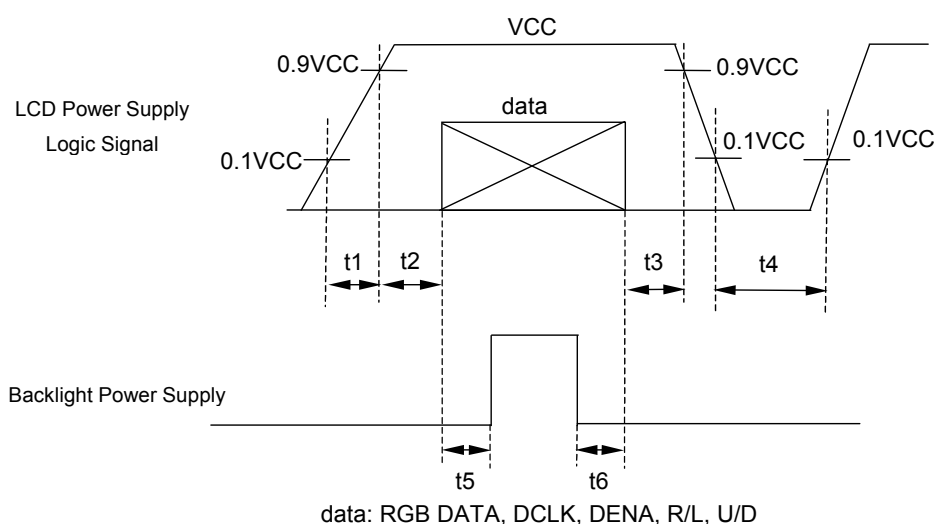 VCC
0.9VCC
0.9VCC
LCD Power Supply
Logic Signal
data
0.1VCC
0.1VCC
0.1VCC
t1
t2
t3
t4
Backlight Power Supply
t5
t6
data: RGB DATA, DCLK, DENA, R/L, U/D